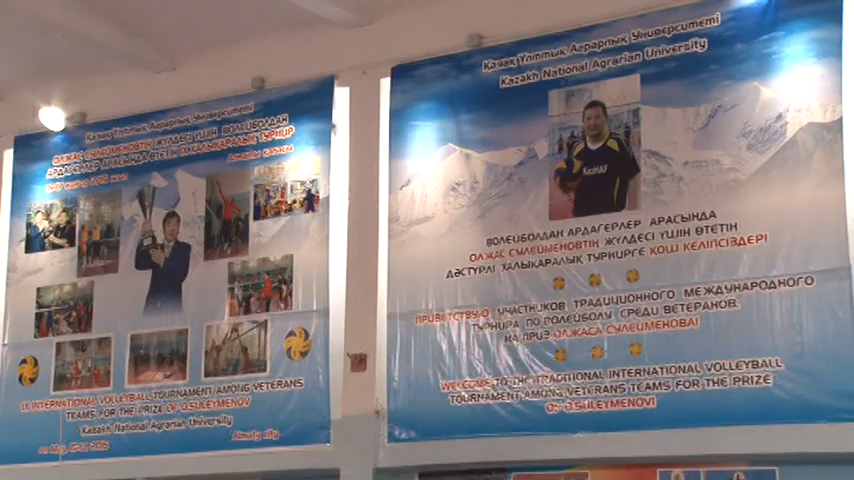 Қазақ Ұлттық Аграрлық Университеті
ОЛЖАС СҮЛЕЙМЕНОВТІҢ ЖҮЛДЕСІ ҮШІН ВОЛЕЙБОЛДАН
АРДАГЕРЛЕР АРАСЫНДА ӨТЕТІН IX ХАЛЫҚАРАЛЫҚ ТУРНИР
Алматы қаласы
IX INTERNATIONAL VOLLEYBALL TOURNAMENT AMONG VETERANS
TEAMS FOR THE PRIZE OF O.SULEYMENOV
Kazakh National Agrarian University
Almaty city
Қазақ Ұлттық Аграрлық Университеті
Kazakh National Agrarian University
KazNAU
ВОЛЕЙБОЛДАН АРДАГЕРЛЕР АРАСЫНДА
ОЛЖАС СҮЛЕЙМЕНОВТІҢ ЖҮЛДЕСІ ҮШІН ӨТЕТІН
ДӘСТҮРЛІ ХАЛЫҚАРАЛЫҚ ТУРНИРГЕ ҚОШ КЕЛІПСІЗДЕР!
ПРИВЕТСТВУЮ УЧАСТНИКОВ ТРАДИЦИОННОГО МЕЖДУНАРОДНОГО
ТУРНИРА ПО ВОЛЕЙБОЛУ СРЕДИ ВЕТЕРАНОВ,
НА ПРИЗ ОЛЖАСА СУЛЕЙМЕНОВА!
WELCOME TO THE TRADITIONAL INTERNATIONAL VOLLEYBALL
TOURNAMENT AMONG VETERANS TEAMS FOR THE PRIZE
OF O.SULEYMENOV!